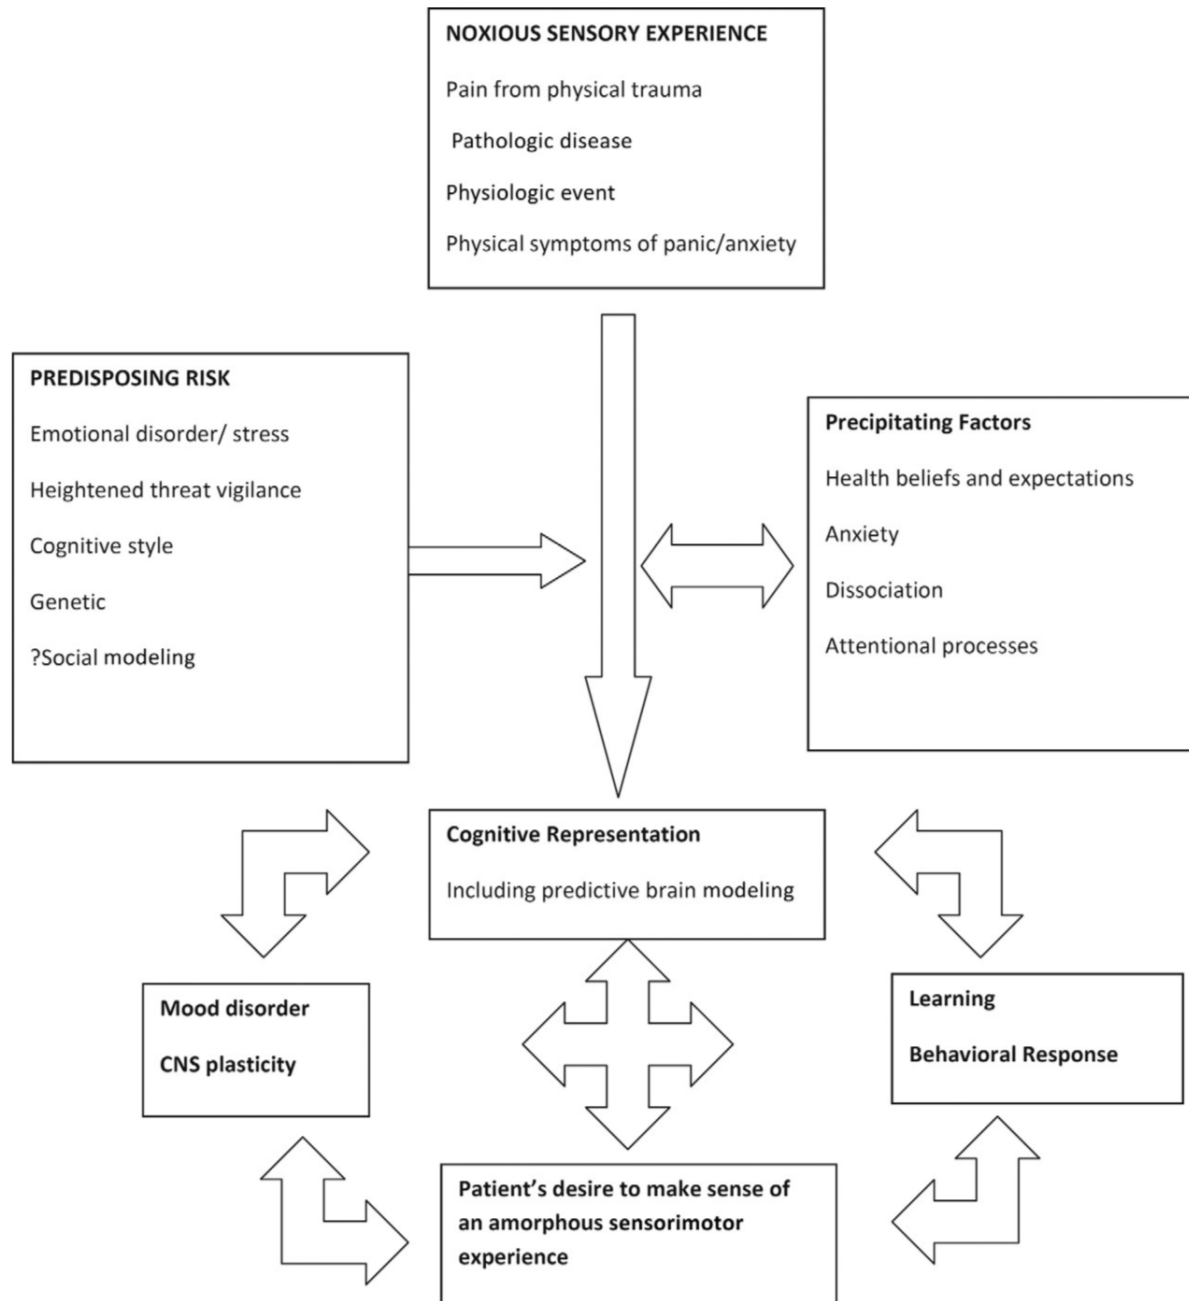 NOXIOUS SENSORY EXPERIENCE
Pain from physical trauma
Pathologic disease
Physiologic event
Physical symptoms of panic/anxiety
PREDISPOSING RISK
Emotional disorder/ stress
Heightened threat vigilance
Cognitive style
Genetic
?Social modeling
Precipitating Factors
Health beliefs and expectations
Anxiety
Dissociation
Attentional processes
Cognitive Representation
Including predictive brain modeling
Mood disorder
CNS plasticity
Learning
Behavioral Response
Patient’s desire to make sense of
an amorphous sensorimotor
experience